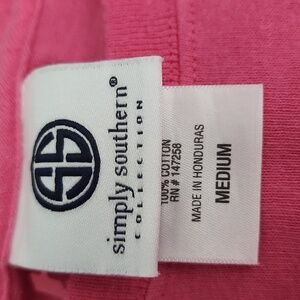 simply southern®
COLLECTION
100% COTTON
RN # 147258
MADE IN HONDURAS
MEDIUM